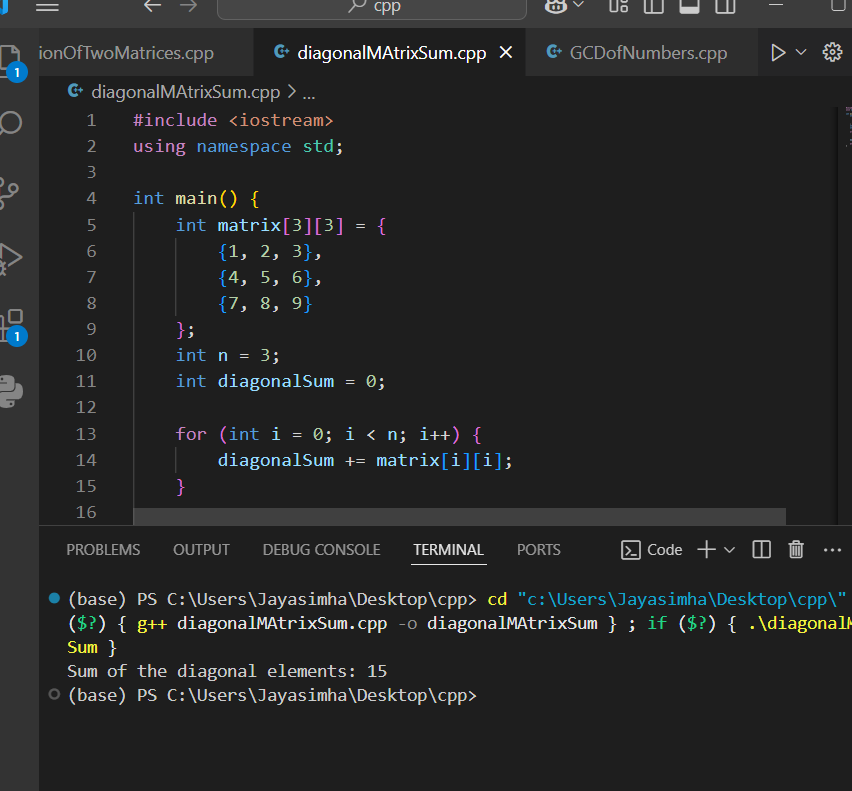 cpp
ionOfTwoMatrices.cpp diagonalMAtrixSum.cpp GCDofNumbers.cpp
1
diagonalMAtrixSum.cpp > ...
1 #include <iostream>
2 using namespace std;
3
4 int main() {
5 int matrix[3][3] = {
6 {1, 2, 3},
7 {4, 5, 6},
8 {7, 8, 9}
9 };
10 int n = 3;
11 int diagonalSum = 0;
12
13 for (int i = 0; i < n; i++) {
14 diagonalSum += matrix[i][i];
15 }
16
1
PROBLEMS OUTPUT DEBUG CONSOLE TERMINAL PORTS Code
(base) PS C:\Users\Jayasimha\Desktop\cpp> cd "c:\Users\Jayasimha\Desktop\cpp\"
($?) { g++ diagonalMAtrixSum.cpp -o diagonalMAtrixSum } ; if ($?) { .\diagonalM
Sum }
Sum of the diagonal elements: 15
(base) PS C:\Users\Jayasimha\Desktop\cpp>